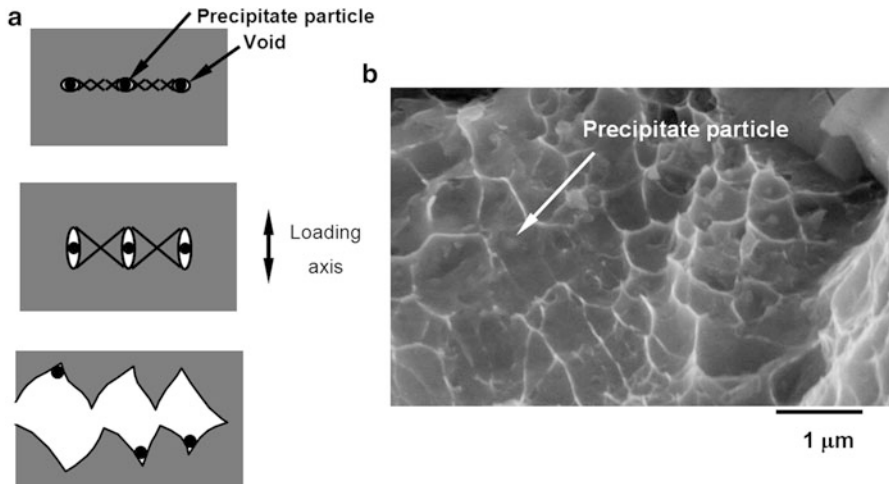 a
Precipitate particle
Void
Loading
axis
b
Precipitate particle
1 μm